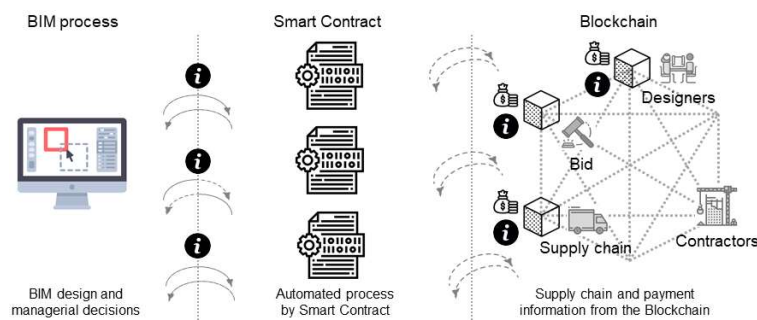 BIM process
Smart Contract
Blockchain
Designers
Bid
Supply chain
Contractors
BIM design and
managerial decisions
Automated process
by Smart Contract
Supply chain and payment
information from the Blockchain